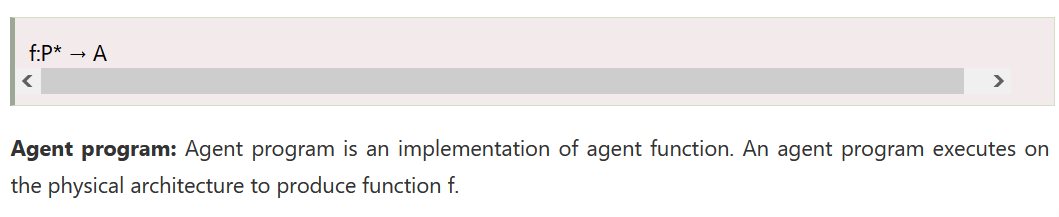 f:P* → A
Agent program: Agent program is an implementation of agent function. An agent program executes on
the physical architecture to produce function f.